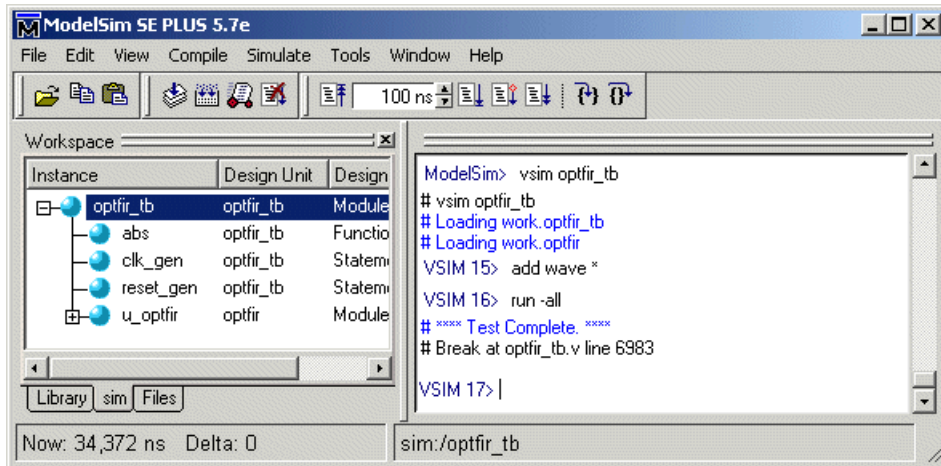 ModelSim SE PLUS 5.7e
File Edit View Compile Simulate Tools Window Help
100 ns
Workspace
Instance Design Unit Design
optfir_tb optfir_tb Module
abs optfir_tb Functio
clk_gen optfir_tb Statem
reset_gen optfir_tb Statem
u_optfir optfir Module
Library sim Files
ModelSim> vsim optfir_tb
# vsim optfir_tb
# Loading work.optfir_tb
# Loading work.optfir
VSIM 15> add wave *
VSIM 16> run -all
# **** Test Complete. ****
# Break at optfir_tb.v line 6983
VSIM 17>
Now: 34,372 ns Delta: 0
sim:/optfir_tb